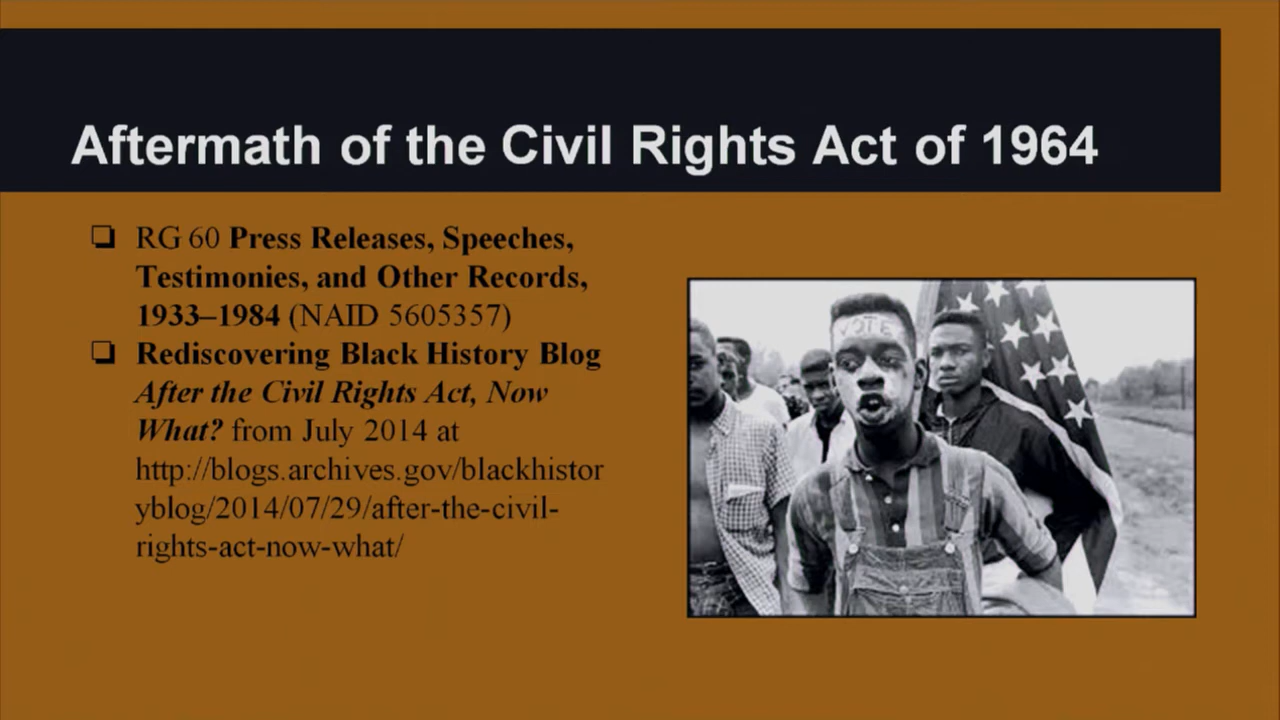 Aftermath of the Civil Rights Act of 1964
❏ RG 60 Press Releases, Speeches,
Testimonies, and Other Records,
1933–1984 (NAID 5605357)
❏ Rediscovering Black History Blog
After the Civil Rights Act, Now
What? from July 2014 at
http://blogs.archives.gov/blackhistor
yblog/2014/07/29/after-the-civil-
rights-act-now-what/
VOTE